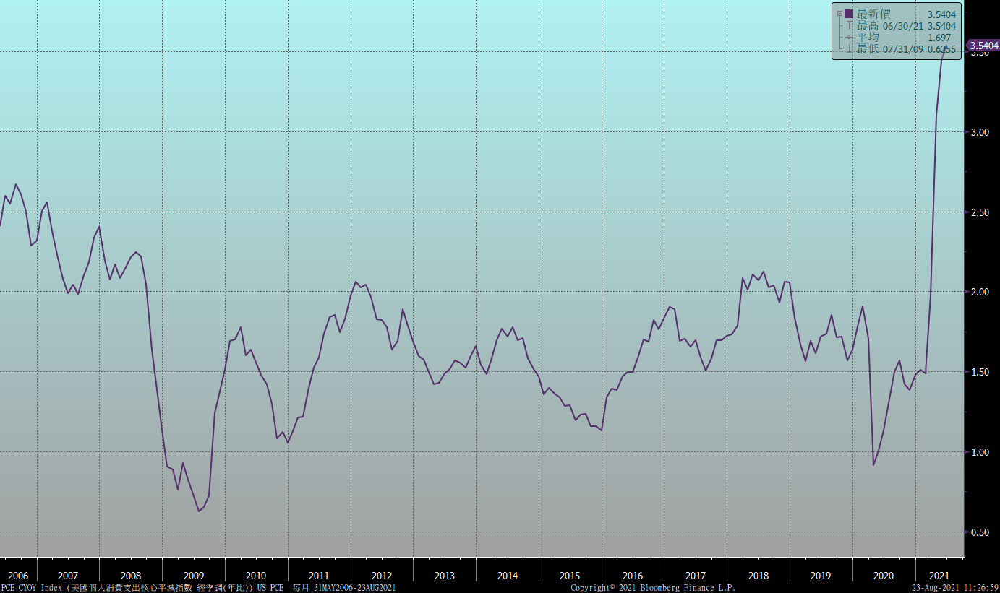 最新價 3.5404
最高 06/30/21 3.5404
平均 1.697
最低 07/31/09 0.6255
3.5404
3.50
3.00
2.50
2.00
1.50
1.00
0.50
2006 2007 2008 2009 2010 2011 2012 2013 2014 2015 2016 2017 2018 2019 2020 2021
PCE CYOY Index (美國個人消費支出核心平減指數 經季調(年比)) US PCE 每月 31MAY2006-23AUG2021 Copyright© 2021 Bloomberg Finance L.P. 23-Aug-2021 11:26:59